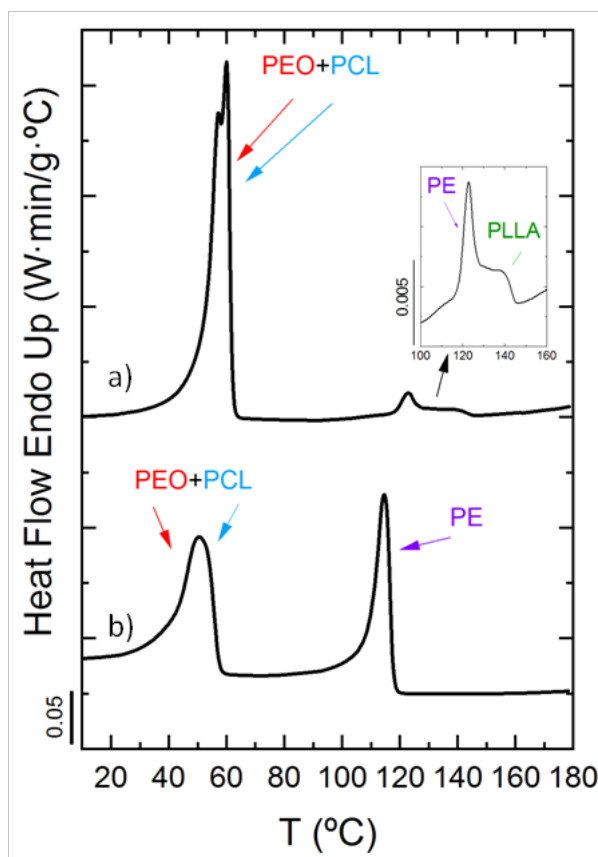 PEO+PCL
PE
PLLA
0.005
100 120 140 160
a)
PEO+PCL
PE
b)
0.05
Heat Flow Endo Up (W·min/g·ºC)
20 40 60 80 100 120 140 160 180
T (ºC)